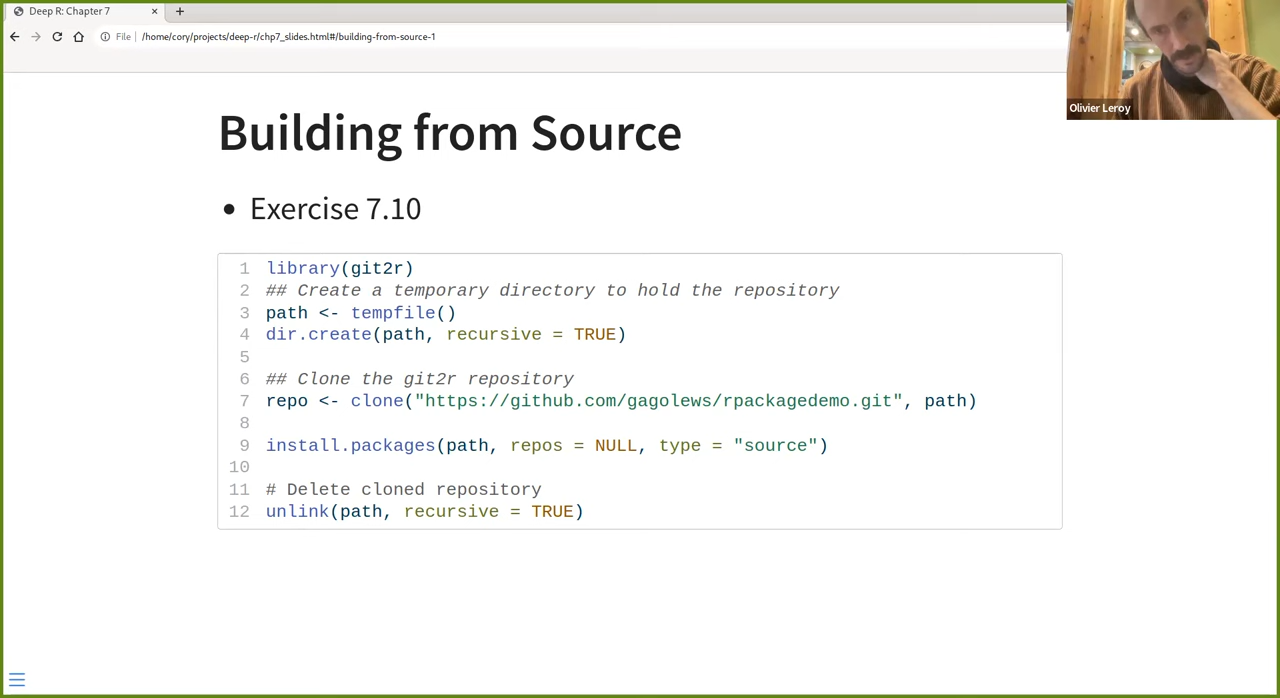 Deep R: Chapter 7
File
/home/cory/projects/deep-r/chp7_slides.html#/building-from-source-1
Olivier Leroy
Building from Source
• Exercise 7.10
1 library(git2r)
2 ## Create a temporary directory to hold the repository
3 path <- tempfile()
4 dir.create(path, recursive = TRUE)
5
6 ## Clone the git2r repository
7 repo <- clone("https://github.com/gagolews/rpackagedemo.git", path)
8
9 install.packages(path, repos = NULL, type = "source")
10
11 # Delete cloned repository
12 unlink(path, recursive = TRUE)